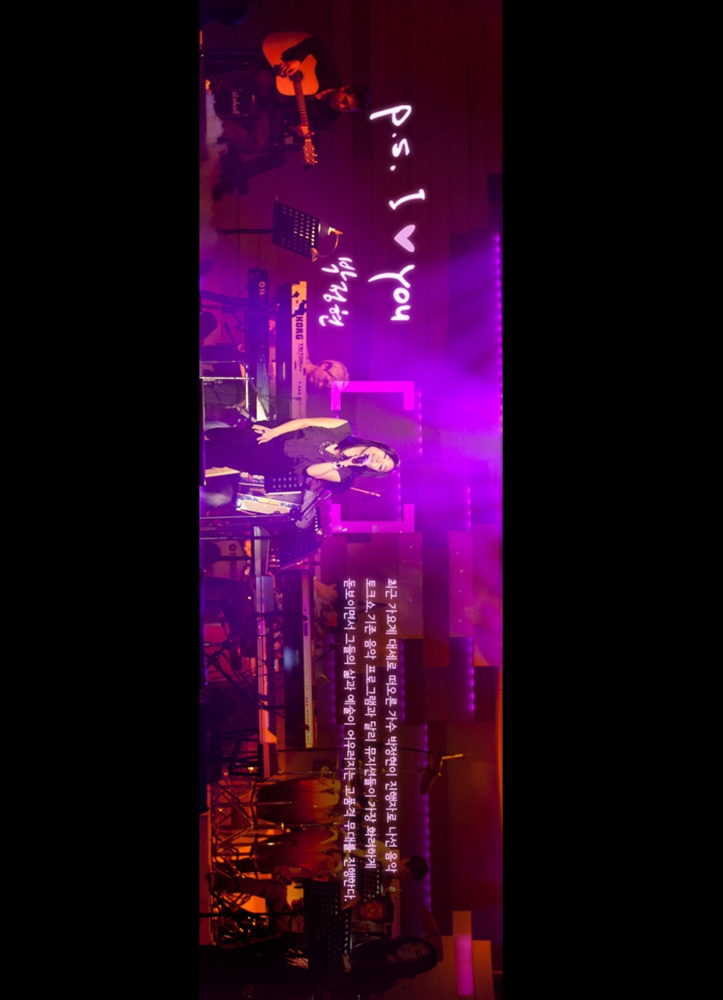 p.s. I ♥ you
박정현
최근 가요계 대세로 떠오른 가수 박정현이 진행자로 나선 음악
토크쇼. 기존 음악 프로그램과 달리 뮤지션들이 가장 화려하게
돋보이면서 그들의 삶과 예술이 어우러지는 고품격 무대를 진행한다.
KORG TRITON